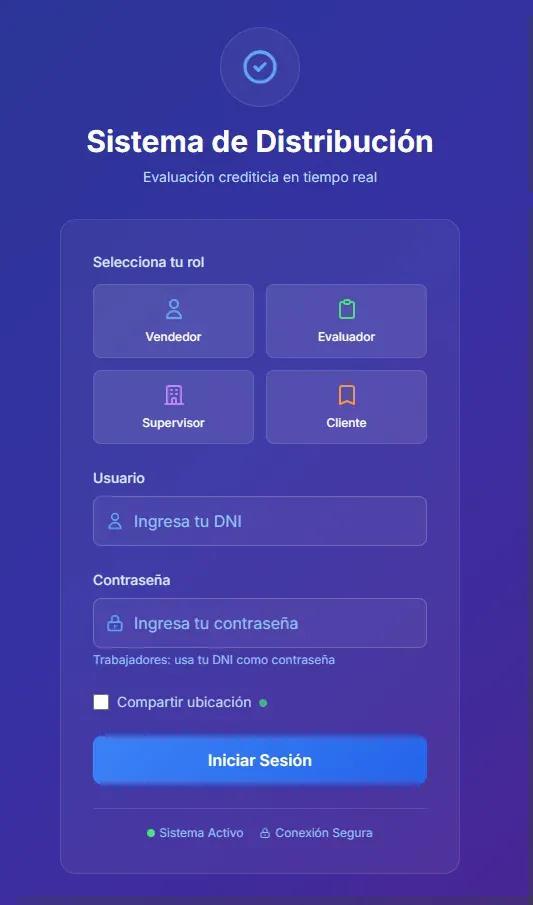 Sistema de Distribución
Evaluación crediticia en tiempo real
Selecciona tu rol
Vendedor
Evaluador
Supervisor
Cliente
Usuario
Ingresa tu DNI
Contraseña
Ingresa tu contraseña
Trabajadores: usa tu DNI como contraseña
Compartir ubicación
Iniciar Sesión
Sistema Activo
Conexión Segura